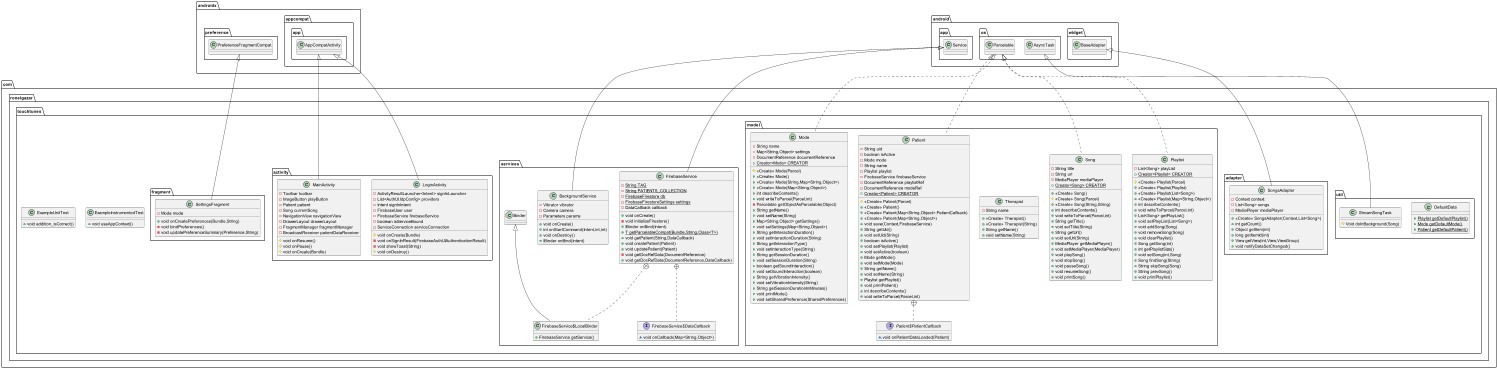 androidx
preference
PreferenceFragmentCompat
appcompat
app
AppCompatActivity
android
app
Service
os
Parcelable
AsyncTask
widget
BaseAdapter
com
ronelgazar
touchtunes
ExampleUnitTest
void addition_isCorrect()
ExampleInstrumentedTest
void useAppContext()
fragment
SettingsFragment
Mode mode
void onCreatePreferences(Bundle,String)
void bindPreferences()
void updatePreferenceSummary(Preference,String)
activity
MainActivity
Toolbar toolbar
ImageButton playButton
Patient patient
Song currentSong
NavigationView navigationView
DrawerLayout drawerLayout
FragmentManager fragmentManager
BroadcastReceiver patientDataReceiver
void onResume()
void onPause()
void onCreate(Bundle)
LoginActivity
ActivityResultLauncher<Intent> signInLauncher
List<AuthUI.IdpConfig> providers
Intent signInIntent
FirebaseUser user
FirebaseService firebaseService
boolean isServiceBound
ServiceConnection serviceConnection
void onCreate(Bundle)
void onSignInResult(FirebaseAuthUIAuthenticationResult)
void showToast(String)
void onStart()
void onDestroy()
services
IBinder
BackgroundService
Vibrator vibrator
Camera camera
Parameters params
void onCreate()
int onStartCommand(Intent,int,int)
void onDestroy()
IBinder onBind(Intent)
FirebaseService
String TAG
String PATIENTS_COLLECTION
FirebaseFirestore db
FirebaseFirestoreSettings settings
DataCallback callback
void onCreate()
void initializeFirestore()
IBinder onBind(Intent)
T getParcelableCompat(Bundle,String,Class<T>)
void getPatient(String,DataCallback)
void createPatient(Patient)
void updatePatient(Patient)
void getDocRefData(DocumentReference)
void getDocRefData(DocumentReference,DataCallback)
FirebaseService$LocalBinder
FirebaseService getService()
FirebaseService$DataCallback
void onCallback(Map<String,Object>)
model
Mode
String name
Map<String,Object> settings
DocumentReference documentReference
Creator<Mode> CREATOR
<<Create>> Mode(Parcel)
<<Create>> Mode()
<<Create>> Mode(String,Map<String,Object>)
<<Create>> Mode(Map<String,Object>)
int describeContents()
void writeToParcel(Parcel,int)
Parcelable getObjectAsParcelable(Object)
String getName()
void setName(String)
Map<String,Object> getSettings()
void setSettings(Map<String,Object>)
String getInteractionDuration()
void setInteractionDuration(String)
String getInteractionType()
void setInteractionType(String)
String getSessionDuration()
void setSessionDuration(String)
boolean getSoundInteraction()
void setSoundInteraction(boolean)
String getVibrationIntensity()
void setVibrationIntensity(String)
String getSessionDurationIntMinutes()
void printMode()
void setSharedPreference(SharedPreferences)
Patient
String uid
boolean isActive
Mode mode
String name
Playlist playlist
FirebaseService firebaseService
DocumentReference playlistRef
DocumentReference modeRef
Creator<Patient> CREATOR
<<Create>> Patient(Parcel)
<<Create>> Patient()
<<Create>> Patient(Map<String,Object>,PatientCallback)
<<Create>> Patient(Map<String,Object>)
void some(Context,FirebaseService)
String getUid()
void setUid(String)
boolean isActive()
void setPlaylist(Playlist)
void setActive(boolean)
Mode getMode()
void setMode(Mode)
String getName()
void setName(String)
Playlist getPlaylist()
void printPatient()
int describeContents()
void writeToParcel(Parcel,int)
Patient$PatientCallback
void onPatientDataLoaded(Patient)
Therapist
String name
<<Create>> Therapist()
<<Create>> Therapist(String)
String getName()
void setName(String)
Song
String title
String url
MediaPlayer mediaPlayer
Creator<Song> CREATOR
<<Create>> Song()
<<Create>> Song(Parcel)
<<Create>> Song(String,String)
int describeContents()
void writeToParcel(Parcel,int)
String getTitle()
void setTitle(String)
String getUrl()
void setUrl(String)
MediaPlayer getMediaPlayer()
void setMediaPlayer(MediaPlayer)
void playSong()
void stopSong()
void pauseSong()
void resumeSong()
void printSong()
Playlist
List<Song> playList
Creator<Playlist> CREATOR
<<Create>> Playlist(Parcel)
<<Create>> Playlist(Playlist)
<<Create>> Playlist()
<<Create>> Playlist(List<Song>)
int describeContents()
void writeToParcel(Parcel,int)
List<Song> getPlayList()
void setPlayList(List<Song>)
void addSong(Song)
void removeSong(Song)
void clearPlaylist()
Song getSong(int)
int getPlaylistSize()
void setSong(int,Song)
Song findSong(String)
String skipSong(Song)
String prevSong()
void printPlaylist()
adapter
SongsAdapter
Context context
List<Song> songs
MediaPlayer mediaPlayer
<<Create>> SongsAdapter(Context,List<Song>)
int getCount()
Object getItem(int)
long getItemId(int)
View getView(int,View,ViewGroup)
void notifyDataSetChanged()
util
StreamSongTask
Void doInBackground(Song)
DefaultData
Playlist getDefaultPlaylist()
Mode getDefaultMode()
Patient getDefaultPatient()